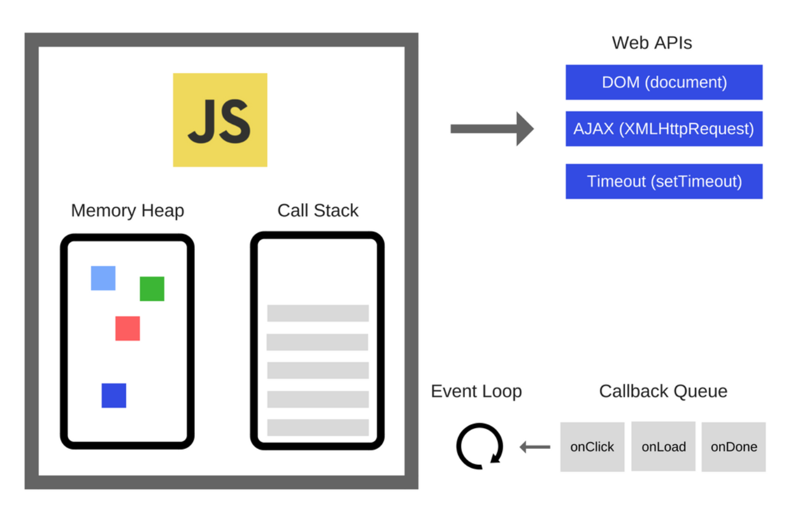 JS
Memory Heap
Call Stack
Web APIs
DOM (document)
AJAX (XMLHttpRequest)
Timeout (setTimeout)
Event Loop
Callback Queue
onClick
onLoad
onDone